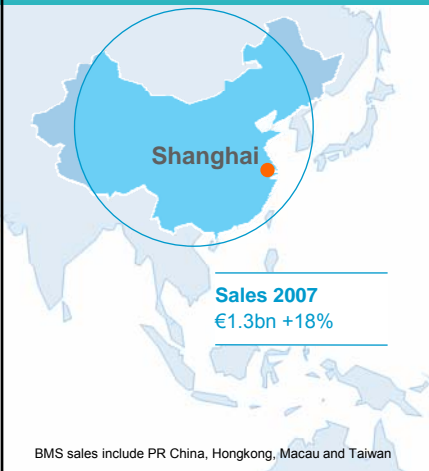 Shanghai
Sales 2007
€1.3bn +18%
BMS sales include PR China, Hongkong, Macau and Taiwan